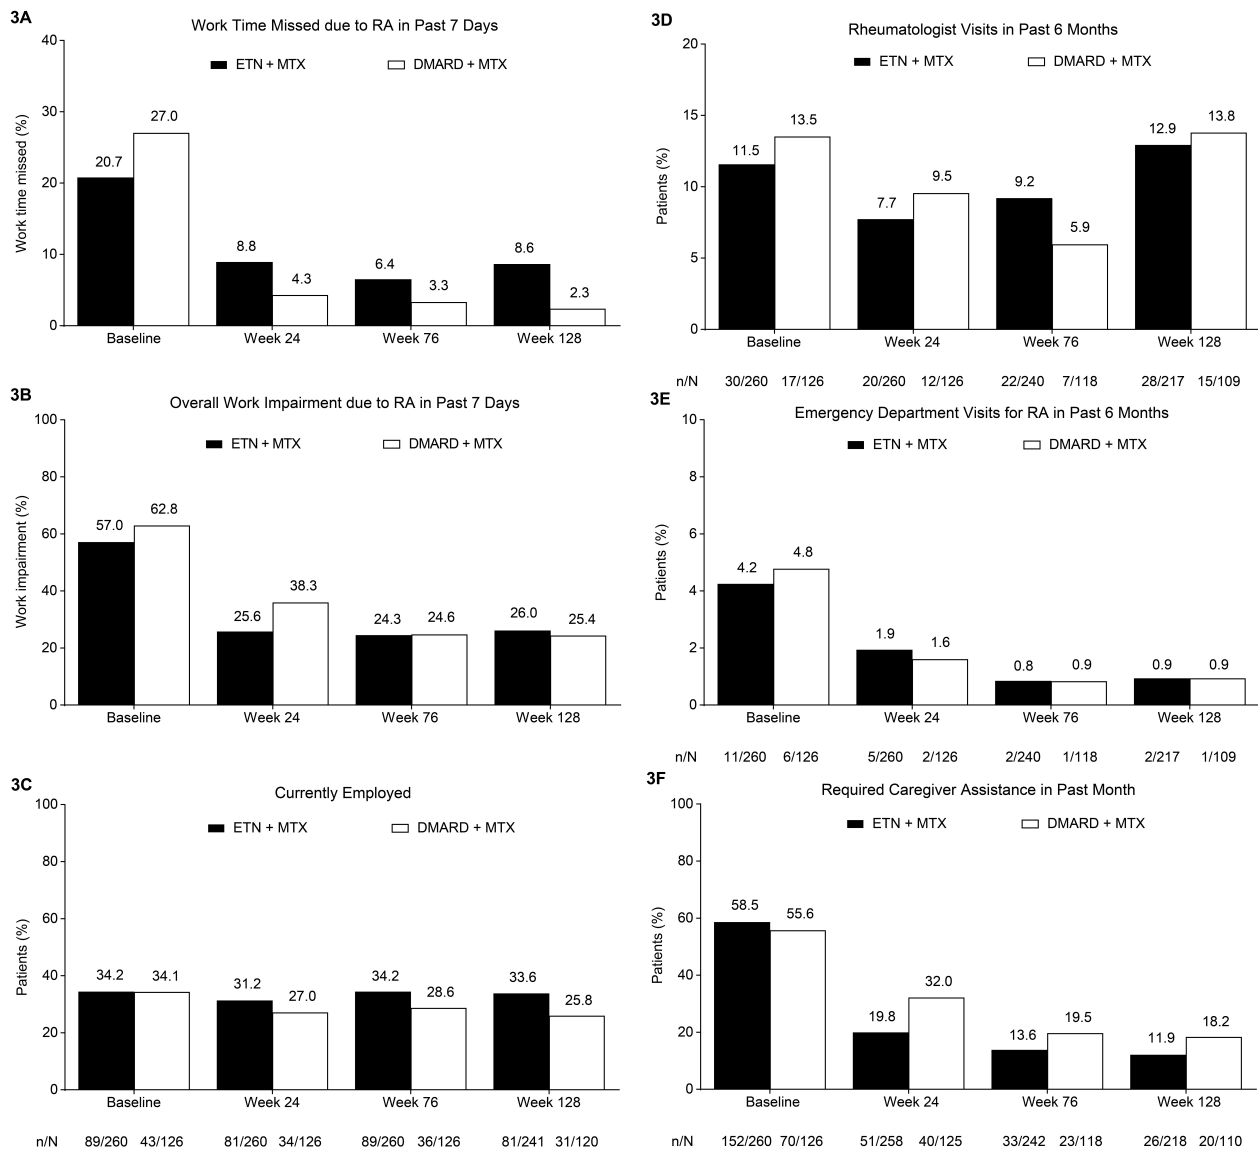 3A
Work Time Missed due to RA in Past 7 Days
ETN + MTX DMARD + MTX
Work time missed (%)
40
30
20
10
0
20.7 27.0 8.8 4.3 6.4 3.3 8.6 2.3
Baseline Week 24 Week 76 Week 128
3B
Overall Work Impairment due to RA in Past 7 Days
ETN + MTX DMARD + MTX
Work impairment (%)
100
80
60
40
20
0
57.0 62.8 25.6 38.3 24.3 24.6 26.0 25.4
Baseline Week 24 Week 76 Week 128
3C
Currently Employed
ETN + MTX DMARD + MTX
Patients (%)
100
80
60
40
20
0
34.2 34.1 31.2 27.0 34.2 28.6 33.6 25.8
Baseline Week 24 Week 76 Week 128
n/N 89/260 43/126 81/260 34/126 89/260 36/126 81/241 31/120
3D
Rheumatologist Visits in Past 6 Months
ETN + MTX DMARD + MTX
Patients (%)
20
15
10
5
0
11.5 13.5 7.7 9.5 9.2 5.9 12.9 13.8
Baseline Week 24 Week 76 Week 128
n/N 30/260 17/126 20/260 12/126 22/240 7/118 28/217 15/109
3E
Emergency Department Visits for RA in Past 6 Months
ETN + MTX DMARD + MTX
Patients (%)
10
8
6
4
2
0
4.2 4.8 1.9 1.6 0.8 0.9 0.9 0.9
Baseline Week 24 Week 76 Week 128
n/N 11/260 6/126 5/260 2/126 2/240 1/118 2/217 1/109
3F
Required Caregiver Assistance in Past Month
ETN + MTX DMARD + MTX
Patients (%)
100
80
60
40
20
0
58.5 55.6 19.8 32.0 13.6 19.5 11.9 18.2
Baseline Week 24 Week 76 Week 128
n/N 152/260 70/126 51/258 40/125 33/242 23/118 26/218 20/110